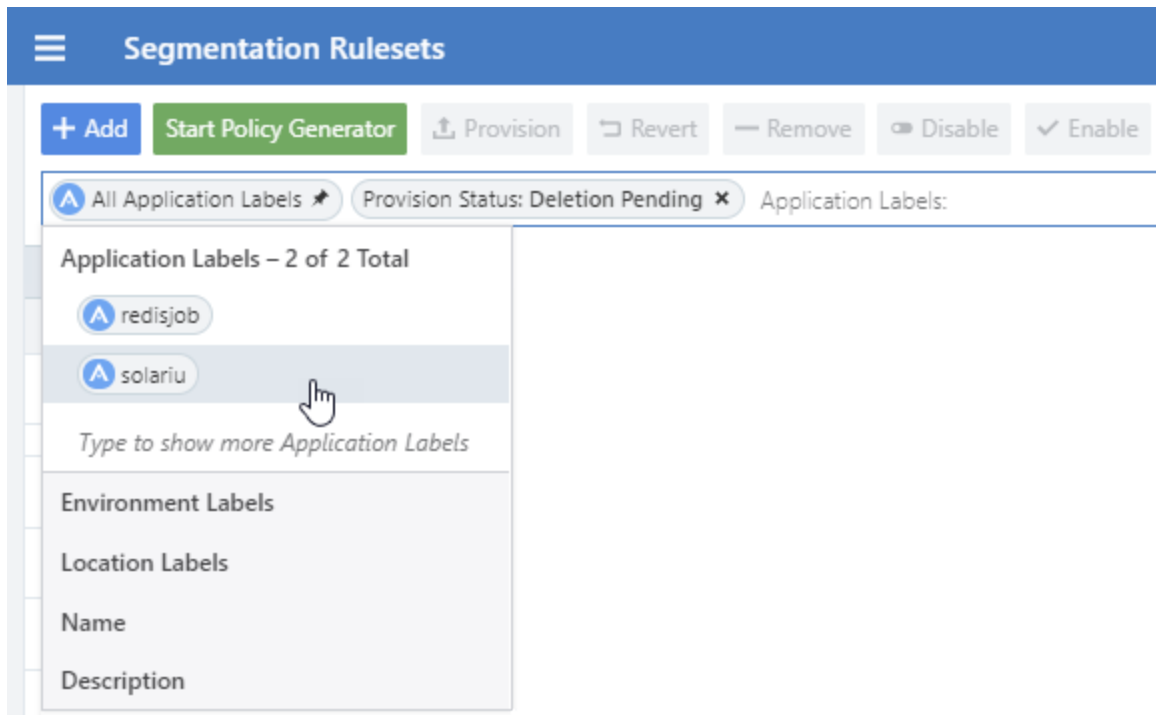 Segmentation Rulesets
+ Add Start Policy Generator Provision Revert Remove Disable Enable
All Application Labels Provision Status: Deletion Pending × Application Labels:
Application Labels – 2 of 2 Total
redisjob
solariu
Type to show more Application Labels
Environment Labels
Location Labels
Name
Description